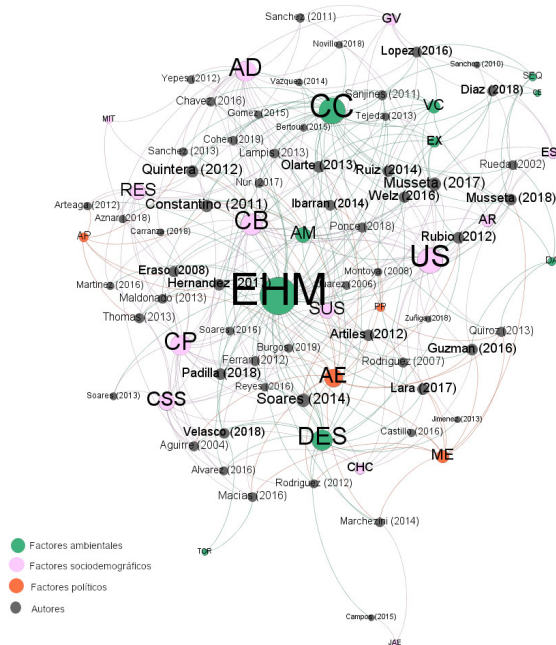 Sanchez (2011)
GV
Novillo (2018)
Lopez (2016)
Sanchez (2010)
AD
Yepes (2012)
Vazquez (2014)
Sanjines (2011)
Diaz (2018)
SEQ
CE
Chavez (2016)
CC
VC
MIT
Gomez (2015)
Tejeda (2013)
Bertoux (2015)
Cohen (2019)
EX
Sanchez (2013)
Lampis (2013)
ES
Quintera (2012)
Olarte (2013)
Ruiz (2014)
Rueda (2002)
RES
Nur (2017)
Musseta (2017)
Arteaga (2012)
Constantino (2011)
Ibarran (2014)
Welz (2016)
Musseta (2018)
Aznar (2018)
CB
AR
AP
Carranza (2018)
AM
Ponce (2018)
Rubio (2012)
US
Eraso (2008)
Montoya (2008)
Martinez (2016)
Hernandez (2017)
EHM
Suarez (2006)
Maldonado (2013)
SUS
PP
Thomas (2013)
Zuñiga (2018)
Soares (2016)
Artiles (2012)
Quiroz (2013)
CP
Burgos (2019)
Guzman (2016)
Ferran (2012)
Rodriguez (2007)
Padilla (2018)
AE
Reyes (2016)
Lara (2017)
Soares (2013)
CSS
Soares (2014)
Jimenez (2013)
Velasco (2018)
DES
Castillo (2016)
Aguirre (2004)
ME
Alvarez (2016)
CHC
Rodriguez (2012)
Macias (2016)
Marchezini (2014)
Factores ambientales
TOR
Factores sociodemográficos
Factores políticos
Autores
Campos (2015)
JAE